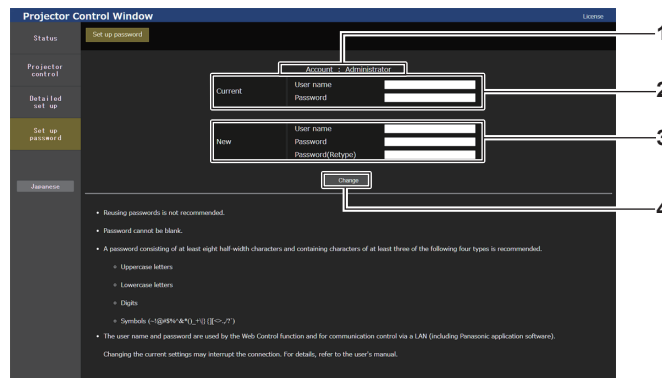 Projector Control Window
License
Status
Set up password
1
Account : Administrator
Projector
control
Current
User name
Password
2
Detailed
set up
Set up
password
New
User name
Password
Password(Retype)
3
Change
Japanese
4
• Reusing passwords is not recommended.
• Password cannot be blank.
• A password consisting of at least eight half-width characters and containing characters of at least three of the following four types is recommended.
Uppercase letters
Lowercase letters
Digits
Symbols
• The user name and password are used by the Web Control function and for communication control via a LAN (including Panasonic application software).
Changing the current settings may interrupt the connection. For details, refer to the user's manual.